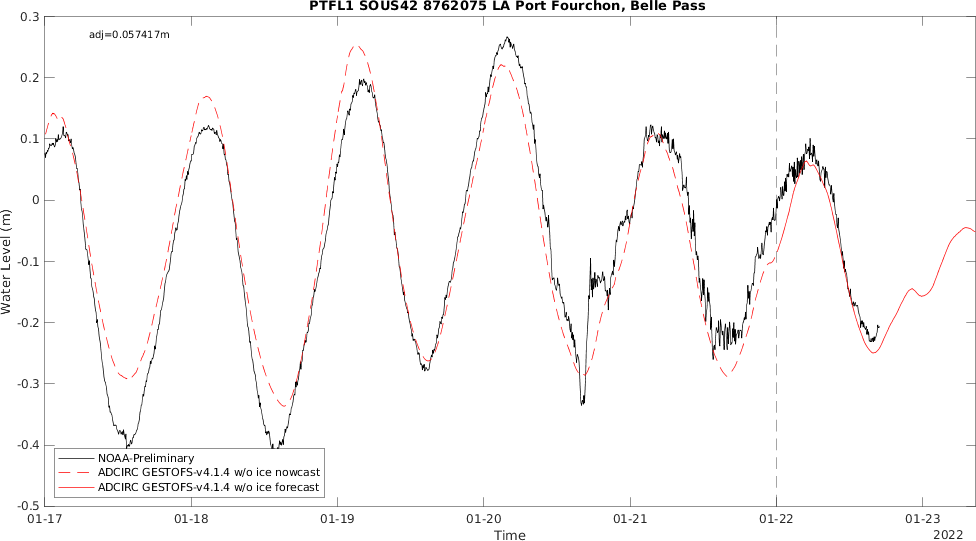 PTFL1 SOUS42 8762075 LA Port Fourchon, Belle Pass
adj=0.057417m
0.3
0.2
0.1
0
-0.1
-0.2
-0.3
-0.4
-0.5
Water Level (m)
NOAA-Preliminary
ADCIRC GESTOFS-v4.1.4 w/o ice nowcast
ADCIRC GESTOFS-v4.1.4 w/o ice forecast
01-17 01-18 01-19 01-20 01-21 01-22 01-23
Time
2022